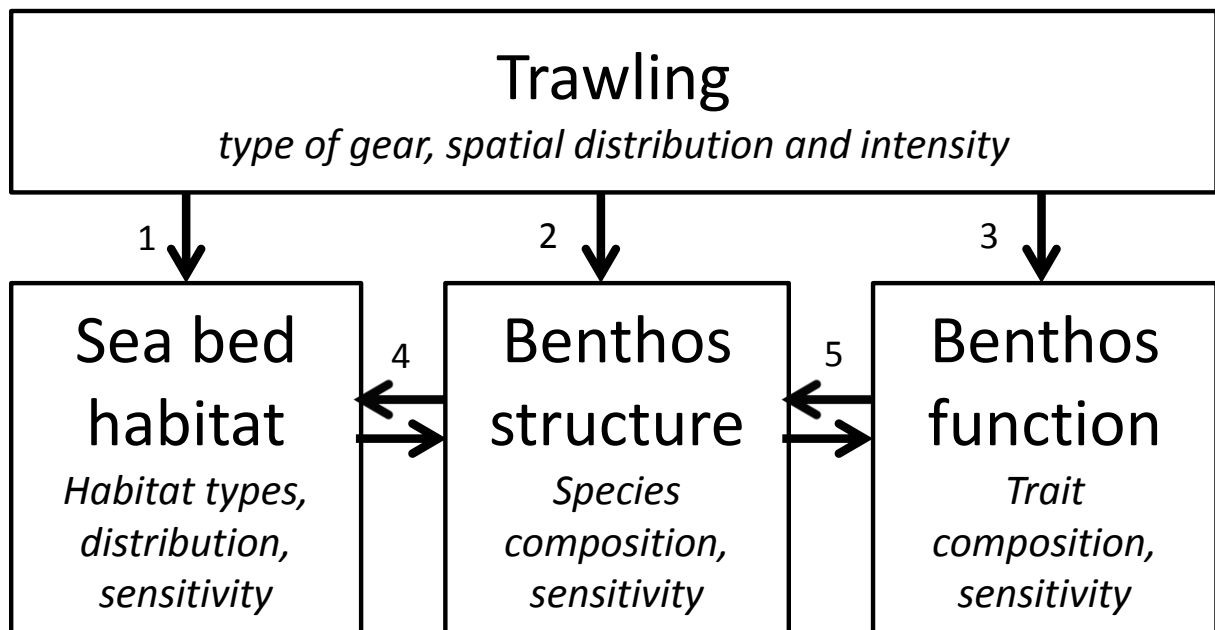 Trawling
type of gear, spatial distribution and intensity
1
2
3
Sea bed
habitat
Habitat types,
distribution,
sensitivity
4
Benthos
structure
Species
composition,
sensitivity
5
Benthos
function
Trait
composition,
sensitivity